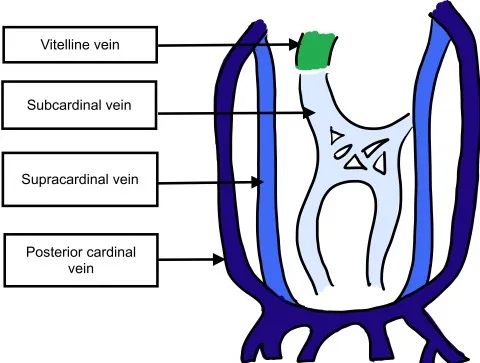 Vitelline vein
Subcardinal vein
Supracardinal vein
Posterior cardinal
vein